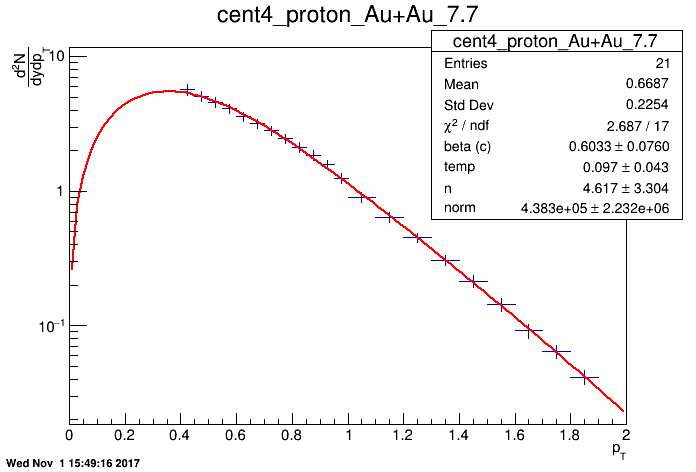 cent4_proton_Au+Au_7.7
cent4_proton_Au+Au_7.7
Entries 21
Mean 0.6687
Std Dev 0.2254
χ² / ndf 2.687 / 17
beta (c) 0.6033 ± 0.0760
temp 0.097 ± 0.043
n 4.617 ± 3.304
norm 4.383e+05 ± 2.232e+06
d²N
dydp_T
10
1
10⁻¹
0 0.2 0.4 0.6 0.8 1 1.2 1.4 1.6 1.8 2
p_T
Wed Nov 1 15:49:16 2017